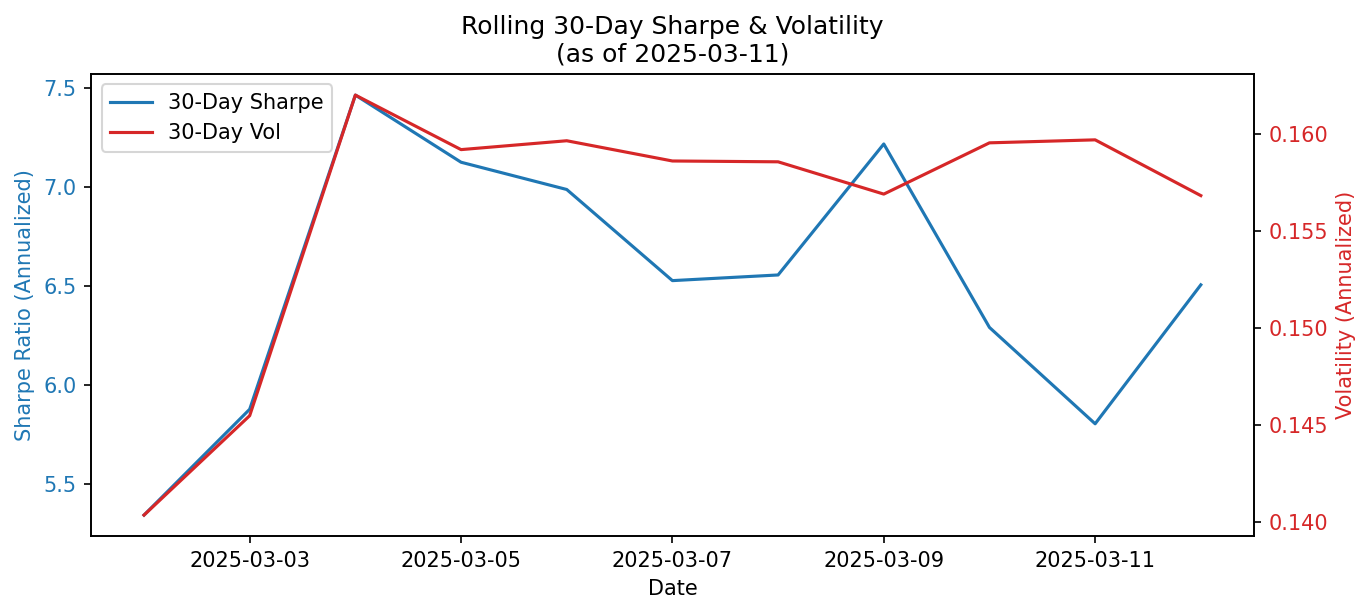 Rolling 30-Day Sharpe & Volatility
(as of 2025-03-11)
30-Day Sharpe
30-Day Vol
Sharpe Ratio (Annualized)
7.5
7.0
6.5
6.0
5.5
0.160
0.155
0.150
0.145
0.140
Volatility (Annualized)
2025-03-03
2025-03-05
2025-03-07
2025-03-09
2025-03-11
Date